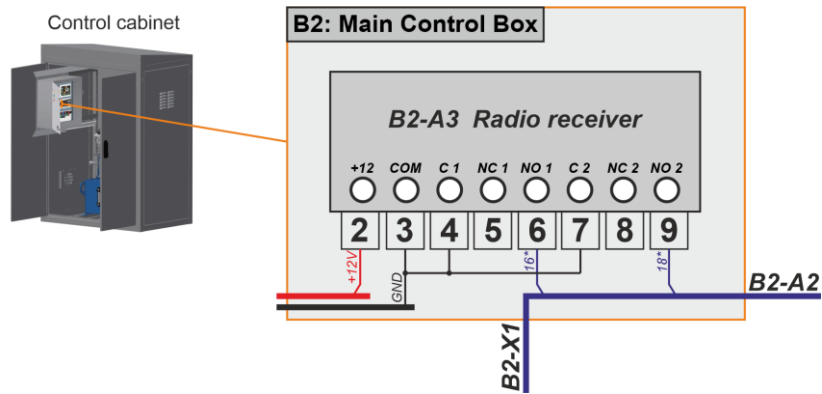 Control cabinet
B2: Main Control Box
B2-A3 Radio receiver
+12 COM C 1 NC 1 NO 1 C 2 NC 2 NO 2
2 3 4 5 6 7 8 9
+12V
GND
16*
18*
B2-A2
B2-X1